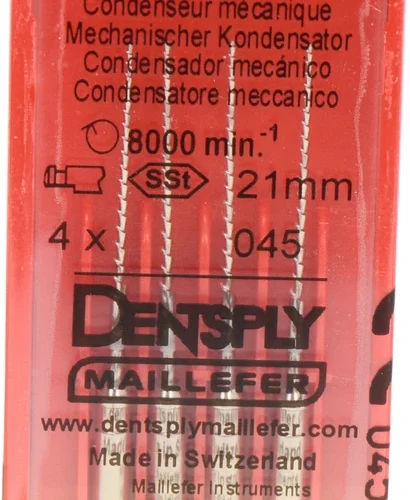 Condenseur mécanique
Mechanischer Kondensator
Condensador mecánico
Condensatore meccanico
8000 min.⁻¹
SSt 21mm
4 x 045
DENTSPLY
MAILLEFER
www.dentsplymaillefer.com
Made in Switzerland
Maillefer Instruments
045